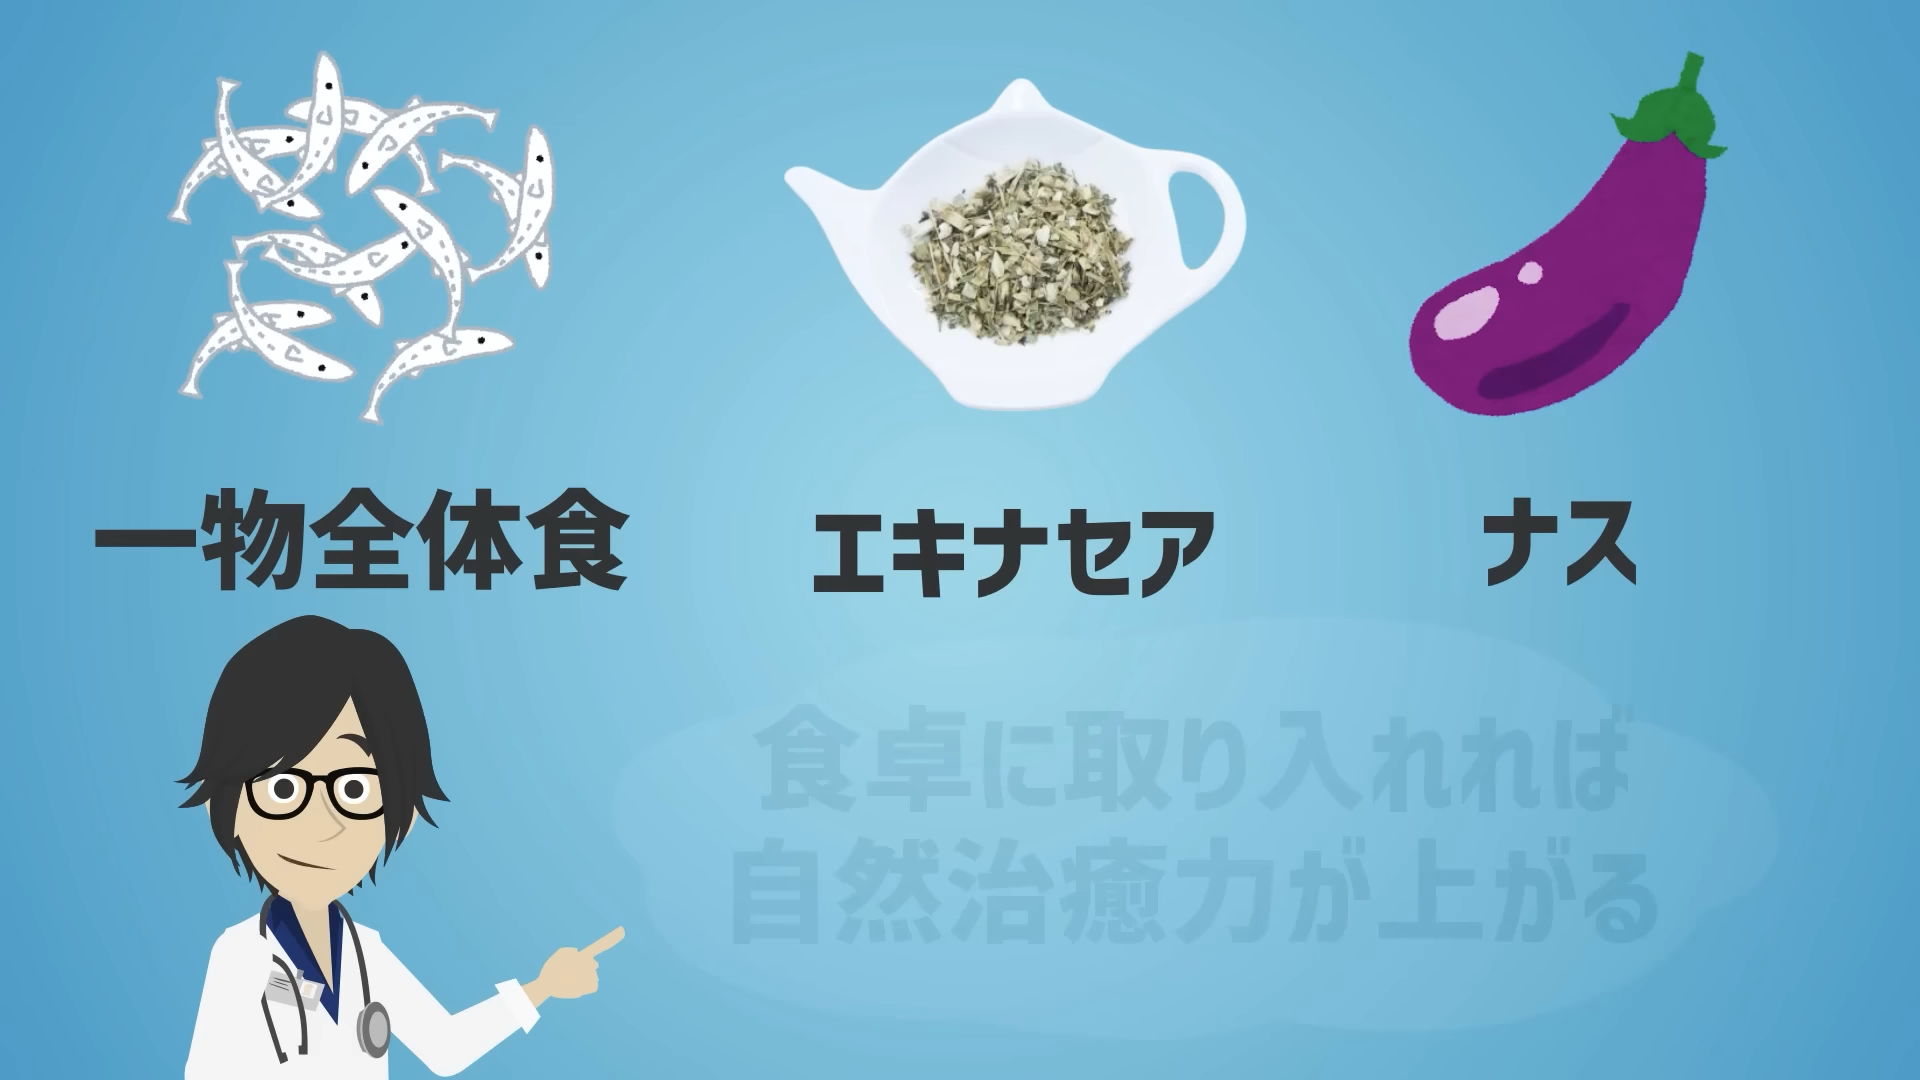 一物全体食
エキナセア
ナス
食卓に取り入れれば
自然治癒力が上がる